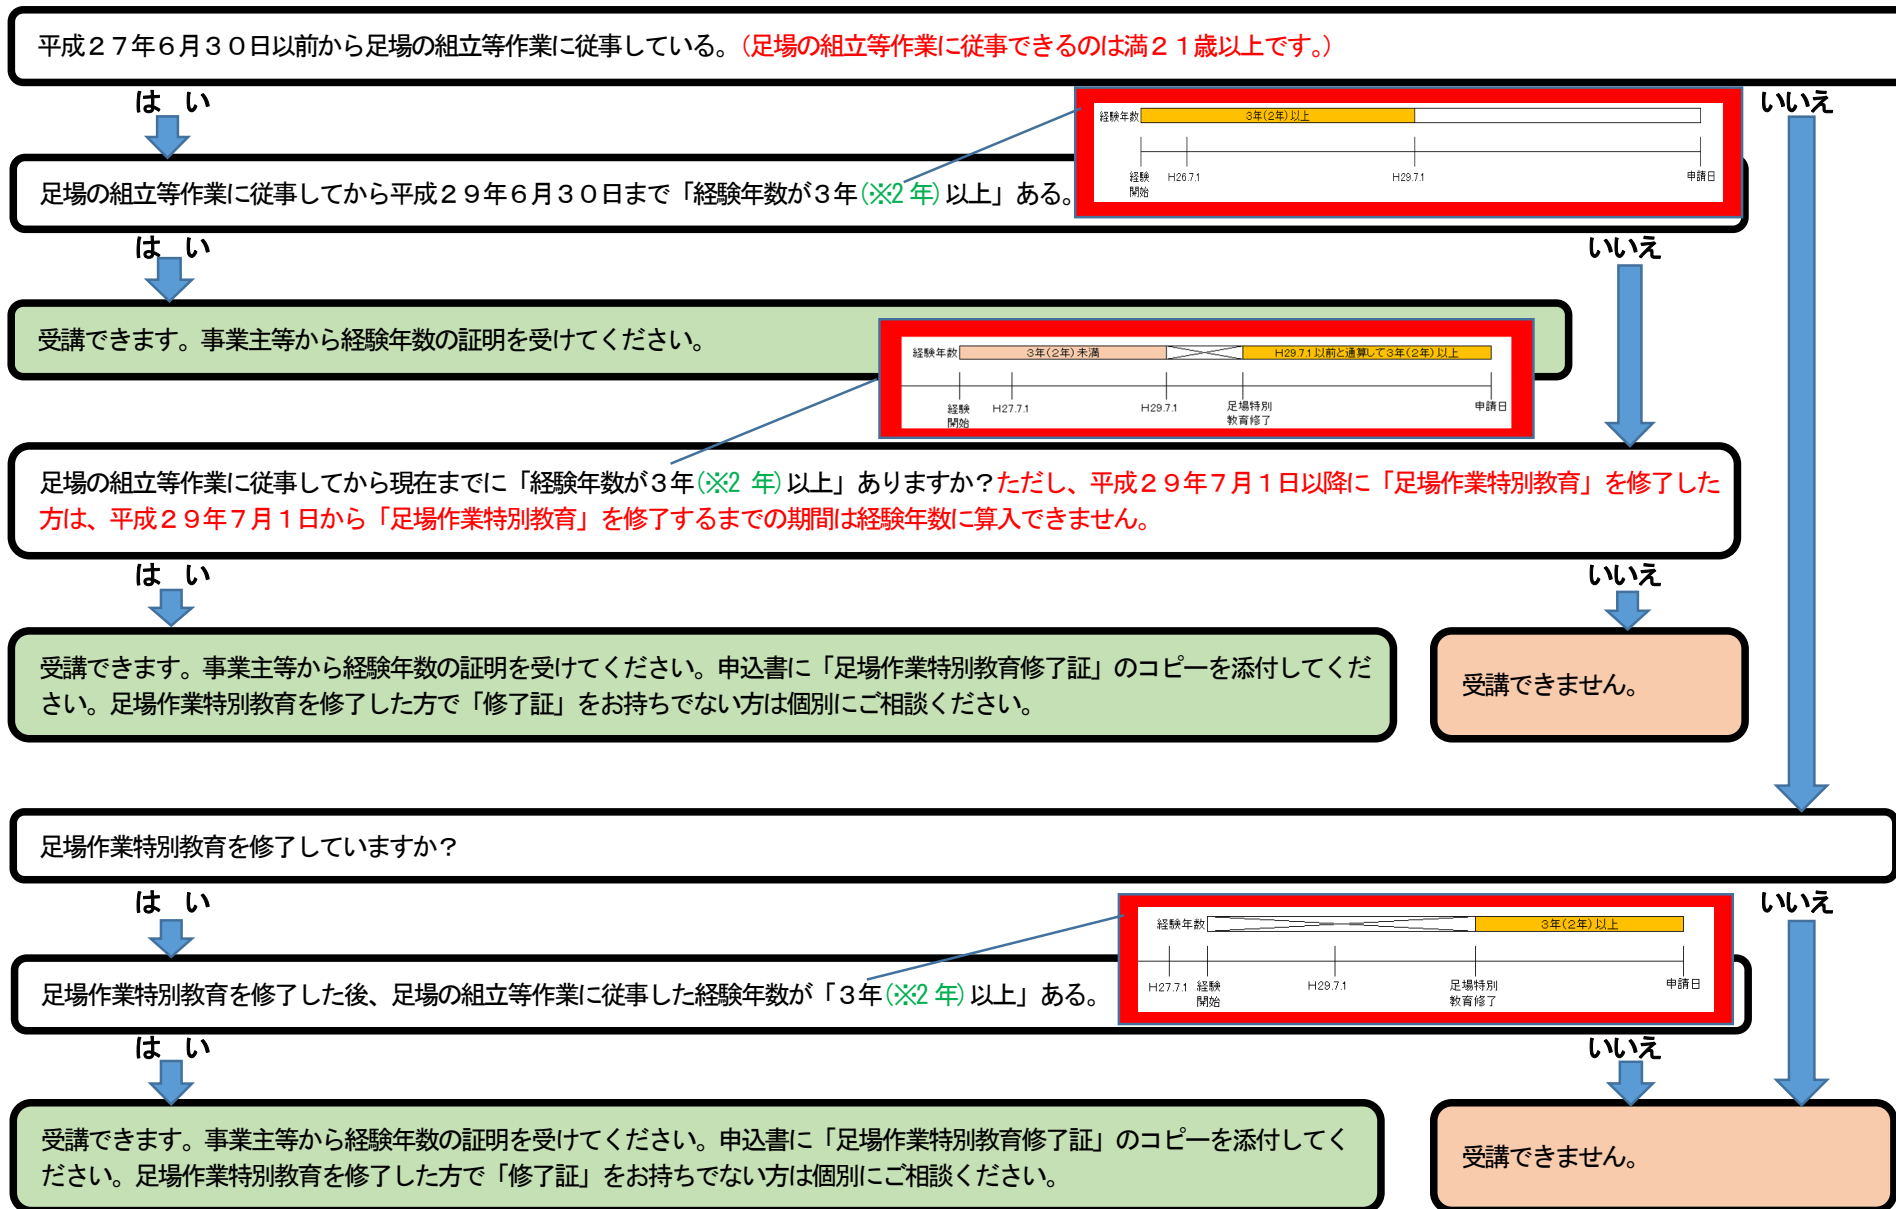 平成２７年６月３０日以前から足場の組立等作業に従事している。（足場の組立等作業に従事できるのは満２１歳以上です。）
は　い
いいえ
経験年数
3年(2年)以上
経験
開始
H26.7.1
H29.7.1
申請日
足場の組立等作業に従事してから平成２９年６月３０日まで「経験年数が３年(※2 年)以上」ある。
は　い
いいえ
受講できます。事業主等から経験年数の証明を受けてください。
経験年数
3年(2年)未満
H29.7.1以前と通算して3年(2年)以上
経験
開始
H27.7.1
H29.7.1
足場特別
教育修了
申請日
足場の組立等作業に従事してから現在までに「経験年数が３年(※2 年)以上」ありますか？ただし、平成２９年７月１日以降に「足場作業特別教育」を修了した
方は、平成２９年７月１日から「足場作業特別教育」を修了するまでの期間は経験年数に算入できません。
は　い
いいえ
受講できます。事業主等から経験年数の証明を受けてください。申込書に「足場作業特別教育修了証」のコピーを添付してくだ
さい。足場作業特別教育を修了した方で「修了証」をお持ちでない方は個別にご相談ください。
受講できません。
足場作業特別教育を修了していますか？
は　い
いいえ
経験年数
3年(2年)以上
H27.7.1
経験
開始
H29.7.1
足場特別
教育修了
申請日
足場作業特別教育を修了した後、足場の組立等作業に従事した経験年数が「３年(※2 年)以上」ある。
は　い
いいえ
受講できます。事業主等から経験年数の証明を受けてください。申込書に「足場作業特別教育修了証」のコピーを添付してく
ださい。足場作業特別教育を修了した方で「修了証」をお持ちでない方は個別にご相談ください。
受講できません。